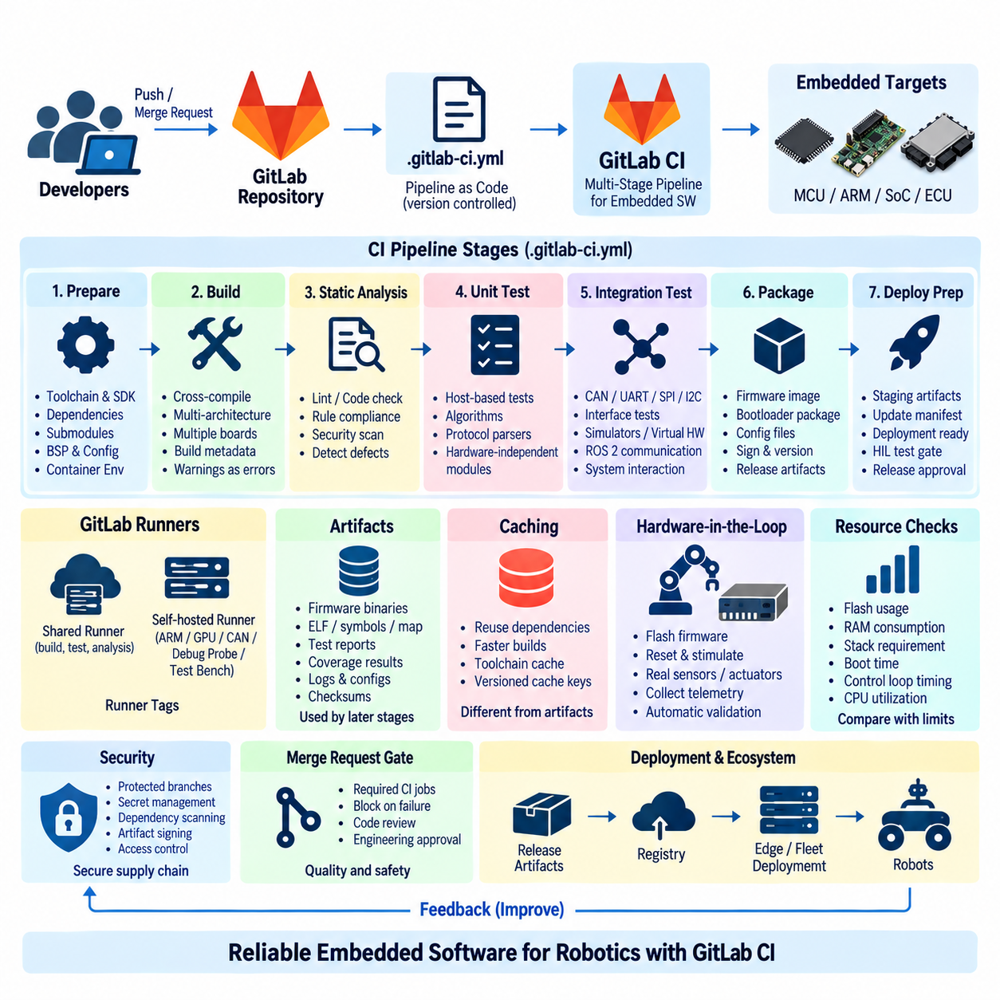 Push /
Merge Request
Developers
GitLab
Repository
.gitlab-ci.yml
Pipeline as Code
(version controlled)
GitLab CI
Multi-Stage Pipeline
for Embedded SW
Embedded Targets
MCU / ARM / SoC / ECU
CI Pipeline Stages (.gitlab-ci.yml)
1. Prepare
• Toolchain & SDK
• Dependencies
• Submodules
• BSP & Config
• Container Env
2. Build
• Cross-compile
• Multi-architecture
• Multiple boards
• Build metadata
• Warnings as errors
3. Static Analysis
• Lint / Code check
• Rule compliance
• Security scan
• Detect defects
4. Unit Test
• Host-based tests
• Algorithms
• Protocol parsers
• Hardware-independent
modules
5. Integration Test
• CAN / UART / SPI / I2C
• Interface tests
• Simulators / Virtual HW
• ROS 2 communication
• System interaction
6. Package
• Firmware image
• Bootloader package
• Config files
• Sign & version
• Release artifacts
7. Deploy Prep
• Staging artifacts
• Update manifest
• Deployment ready
• HIL test gate
• Release approval
GitLab Runners
Shared Runner
(build, test, analysis)
Self-hosted Runner
(ARM / GPU / CAN /
Debug Probe /
Test Bench)
Runner Tags
Artifacts
• Firmware binaries
• ELF / symbols / map
• Test reports
• Coverage results
• Logs & configs
• Checksums
Used by later stages
Caching
• Reuse dependencies
• Faster builds
• Toolchain cache
• Versioned cache keys
Different from artifacts
Hardware-in-the-Loop
• Flash firmware
• Reset & stimulate
• Real sensors / actuators
• Collect telemetry
• Automatic validation
Resource Checks
• Flash usage
• RAM consumption
• Stack requirement
• Boot time
• Control loop timing
• CPU utilization
Compare with limits
Security
• Protected branches
• Secret management
• Dependency scanning
• Artifact signing
• Access control
Secure supply chain
Merge Request Gate
• Required CI jobs
• Block on failure
• Code review
• Engineering approval
Quality and safety
Deployment & Ecosystem
Release
Artifacts
Registry
Edge / Fleet
Deployment
Robots
Feedback (Improve)
Reliable Embedded Software for Robotics with GitLab CI